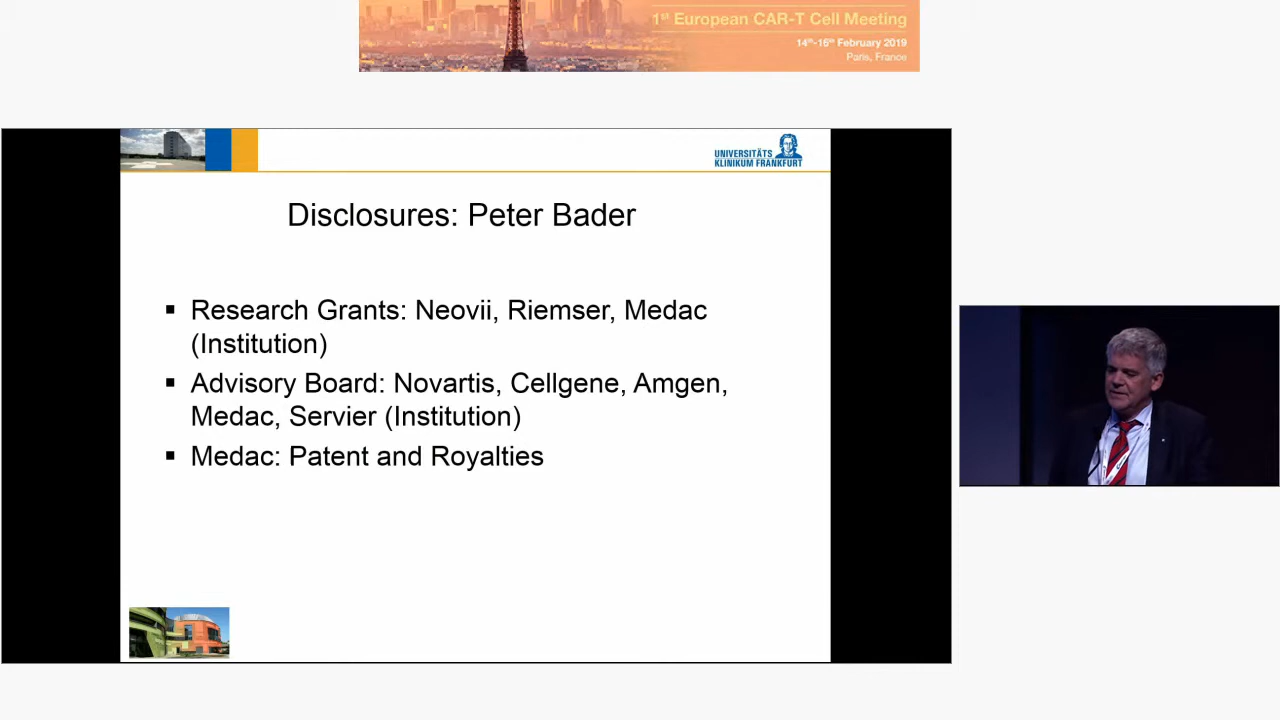 1st European CAR-T Cell Meeting
14th-16th February 2019
Paris, France
UNIVERSITÄTS
KLINIKUM FRANKFURT
Disclosures: Peter Bader
▪ Research Grants: Neovii, Riemser, Medac
(Institution)
▪ Advisory Board: Novartis, Cellgene, Amgen,
Medac, Servier (Institution)
▪ Medac: Patent and Royalties